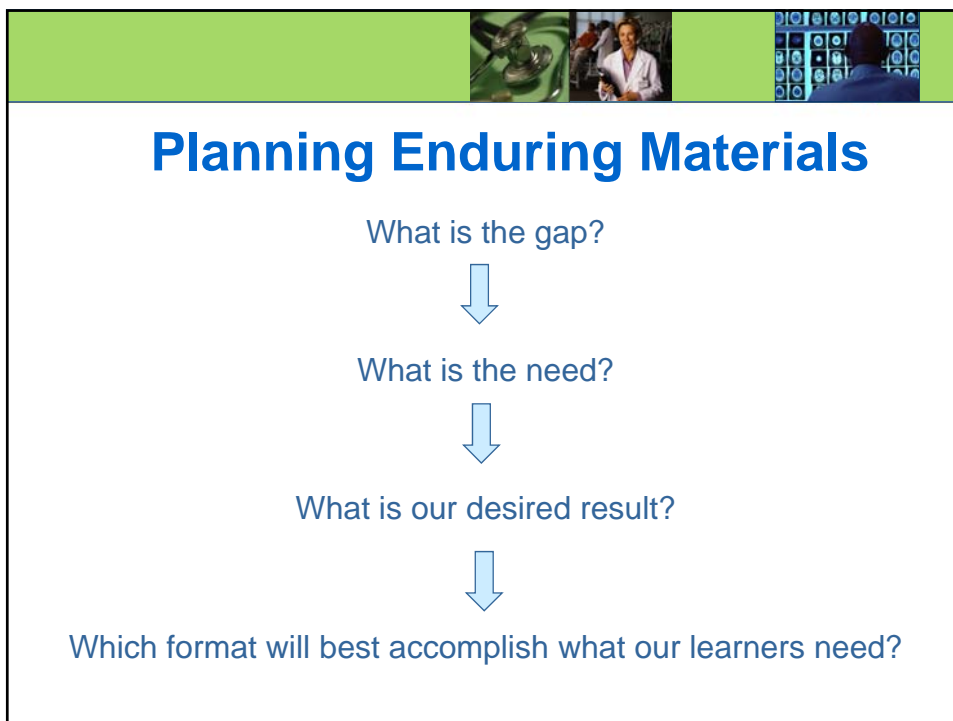 Planning Enduring Materials
What is the gap?
What is the need?
What is our desired result?
Which format will best accomplish what our learners need?